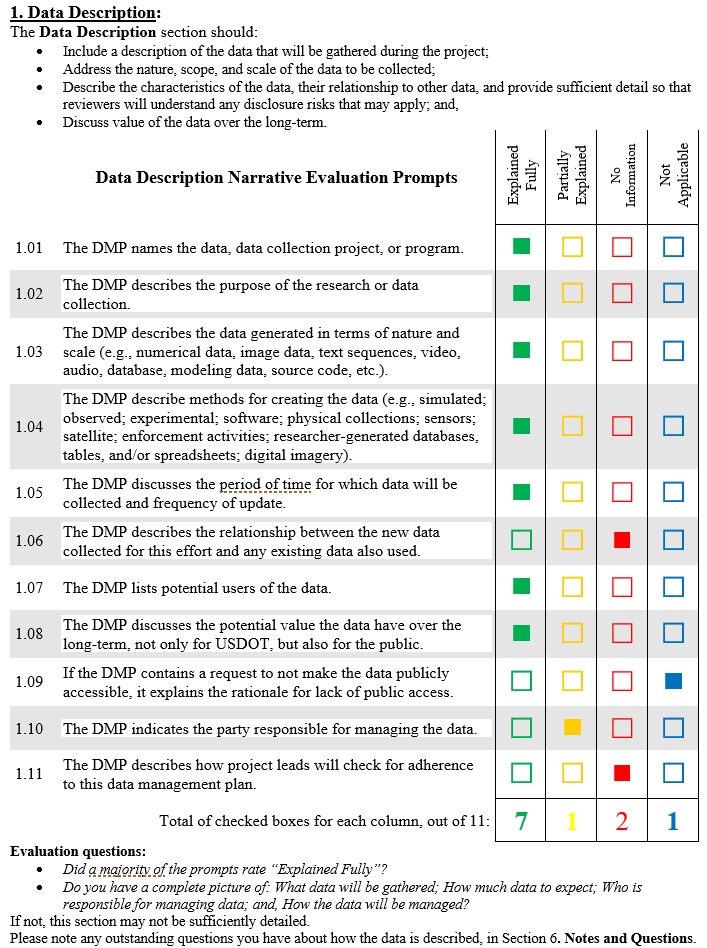 1. Data Description:
The Data Description section should:
• Include a description of the data that will be gathered during the project;
• Address the nature, scope, and scale of the data to be collected;
• Describe the characteristics of the data, their relationship to other data, and provide sufficient detail so that
reviewers will understand any disclosure risks that may apply; and,
• Discuss value of the data over the long-term.
Data Description Narrative Evaluation Prompts
Explained
Fully
Partially
Explained
No
Information
Not
Applicable
1.01 The DMP names the data, data collection project, or program.
1.02 The DMP describes the purpose of the research or data
collection.
1.03 The DMP describes the data generated in terms of nature and
scale (e.g., numerical data, image data, text sequences, video,
audio, database, modeling data, source code, etc.).
1.04 The DMP describe methods for creating the data (e.g., simulated;
observed; experimental; software; physical collections; sensors;
satellite; enforcement activities; researcher-generated databases,
tables, and/or spreadsheets; digital imagery).
1.05 The DMP discusses the period of time for which data will be
collected and frequency of update.
1.06 The DMP describes the relationship between the new data
collected for this effort and any existing data also used.
1.07 The DMP lists potential users of the data.
1.08 The DMP discusses the potential value the data have over the
long-term, not only for USDOT, but also for the public.
1.09 If the DMP contains a request to not make the data publicly
accessible, it explains the rationale for lack of public access.
1.10 The DMP indicates the party responsible for managing the data.
1.11 The DMP describes how project leads will check for adherence
to this data management plan.
Total of checked boxes for each column, out of 11: 7 1 2 1
Evaluation questions:
• Did a majority of the prompts rate “Explained Fully”?
• Do you have a complete picture of: What data will be gathered; How much data to expect; Who is
responsible for managing data; and, How the data will be managed?
If not, this section may not be sufficiently detailed.
Please note any outstanding questions you have about how the data is described, in Section 6. Notes and Questions.